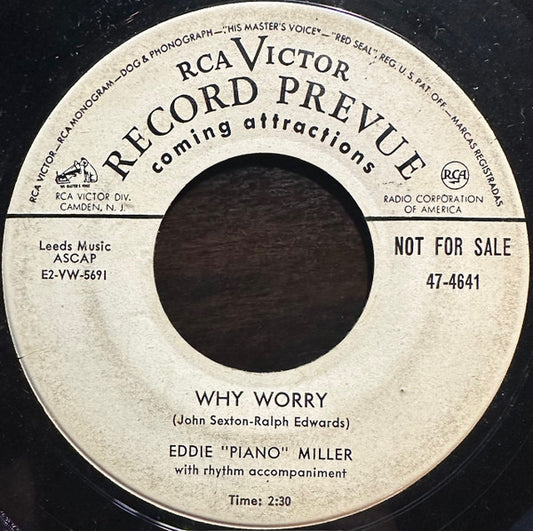 RCA VICTOR—RCA MONOGRAM—DOG & PHONOGRAPH—"HIS MASTER'S VOICE"—"RED SEAL" REG. U.S. PAT. OFF.—MARCAS REGISTRADAS
RCA VICTOR
RECORD PREVUE
coming attractions
"HIS MASTER'S VOICE"
RCA VICTOR DIV.
CAMDEN, N. J.
RCA
RADIO CORPORATION
OF AMERICA
Leeds Music
ASCAP
E2-VW-5691
NOT FOR SALE
47-4641
WHY WORRY
(John Sexton-Ralph Edwards)
EDDIE "PIANO" MILLER
with rhythm accompaniment
Time: 2:30